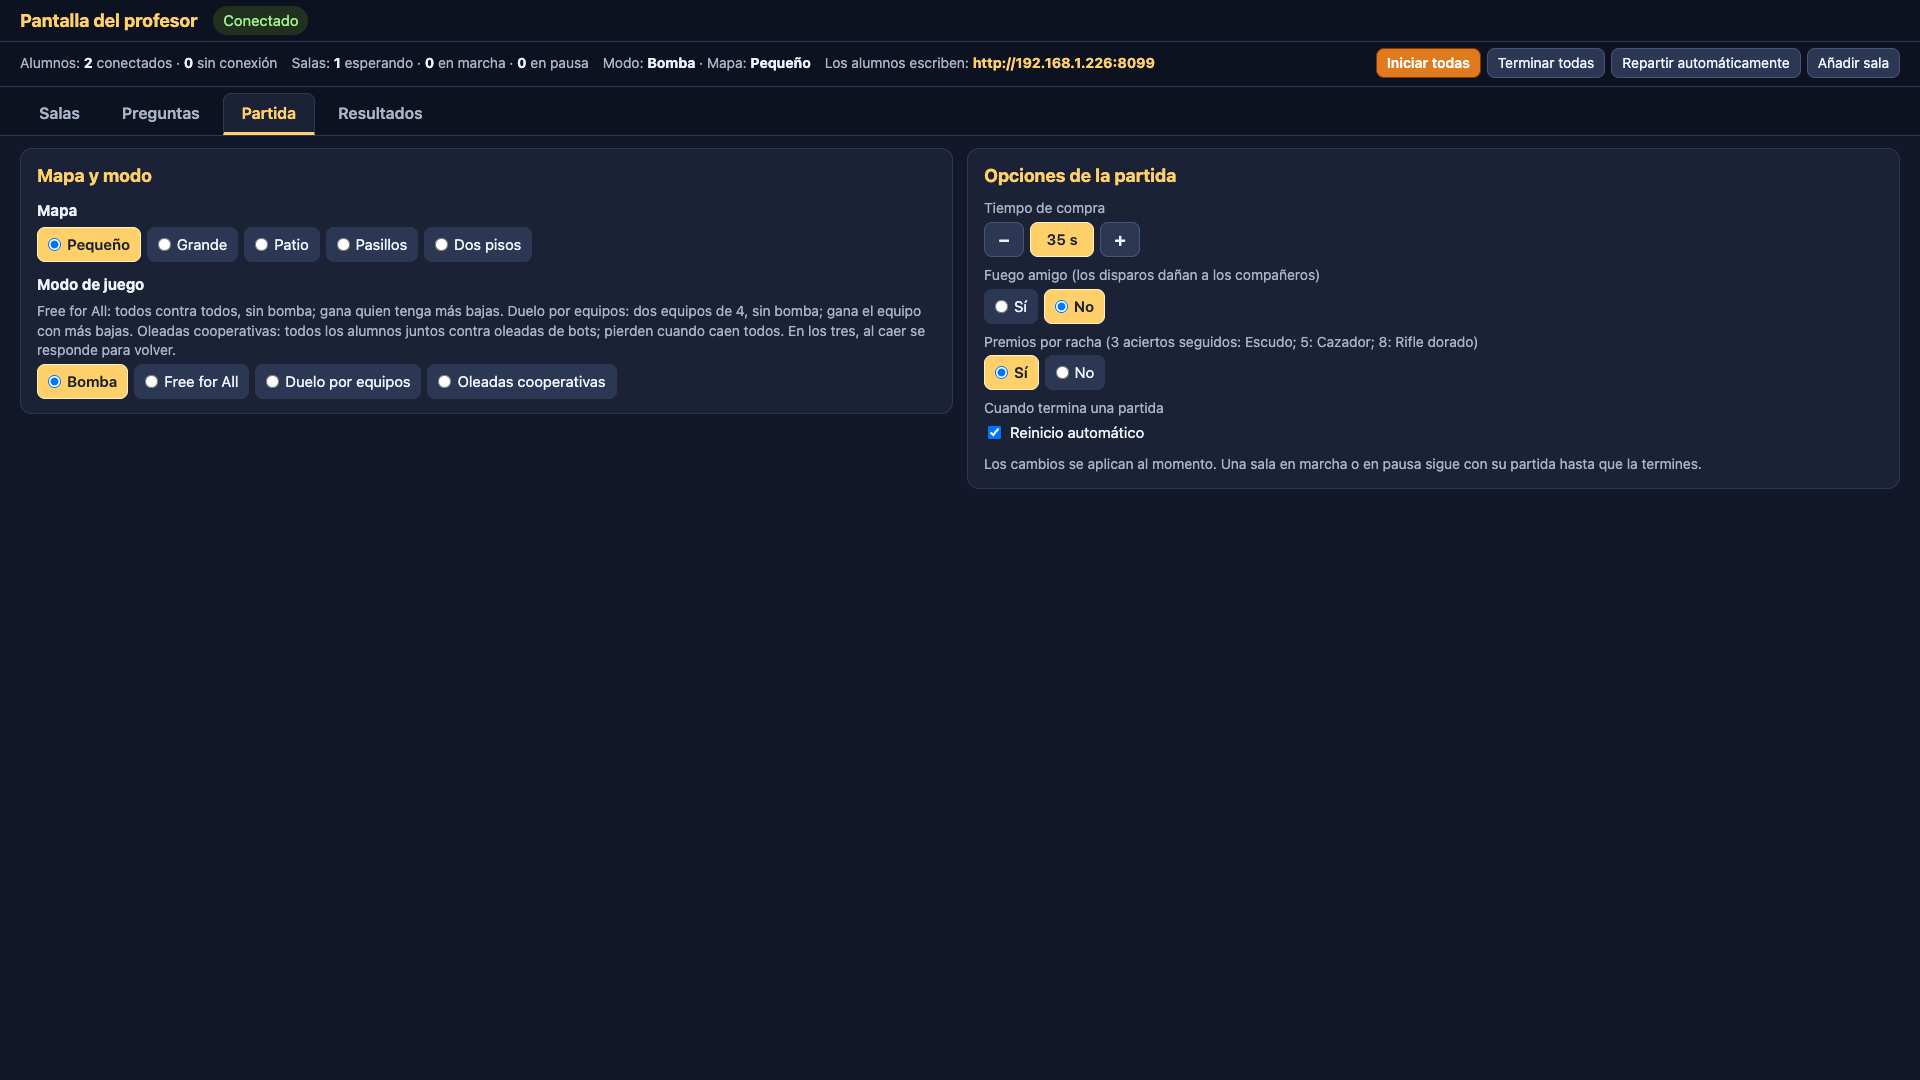 Pantalla del profesor
Conectado
Alumnos: 2 conectados · 0 sin conexión Salas: 1 esperando · 0 en marcha · 0 en pausa Modo: Bomba · Mapa: Pequeño Los alumnos escriben: http://192.168.1.226:8099
Iniciar todas
Terminar todas
Repartir automáticamente
Añadir sala
Salas
Preguntas
Partida
Resultados
Mapa y modo
Mapa
Pequeño
Grande
Patio
Pasillos
Dos pisos
Modo de juego
Free for All: todos contra todos, sin bomba; gana quien tenga más bajas. Duelo por equipos: dos equipos de 4, sin bomba; gana el equipo
con más bajas. Oleadas cooperativas: todos los alumnos juntos contra oleadas de bots; pierden cuando caen todos. En los tres, al caer se
responde para volver.
Bomba
Free for All
Duelo por equipos
Oleadas cooperativas
Opciones de la partida
Tiempo de compra
− 35 s +
Fuego amigo (los disparos dañan a los compañeros)
Sí
No
Premios por racha (3 aciertos seguidos: Escudo; 5: Cazador; 8: Rifle dorado)
Sí
No
Cuando termina una partida
Reinicio automático
Los cambios se aplican al momento. Una sala en marcha o en pausa sigue con su partida hasta que la termines.